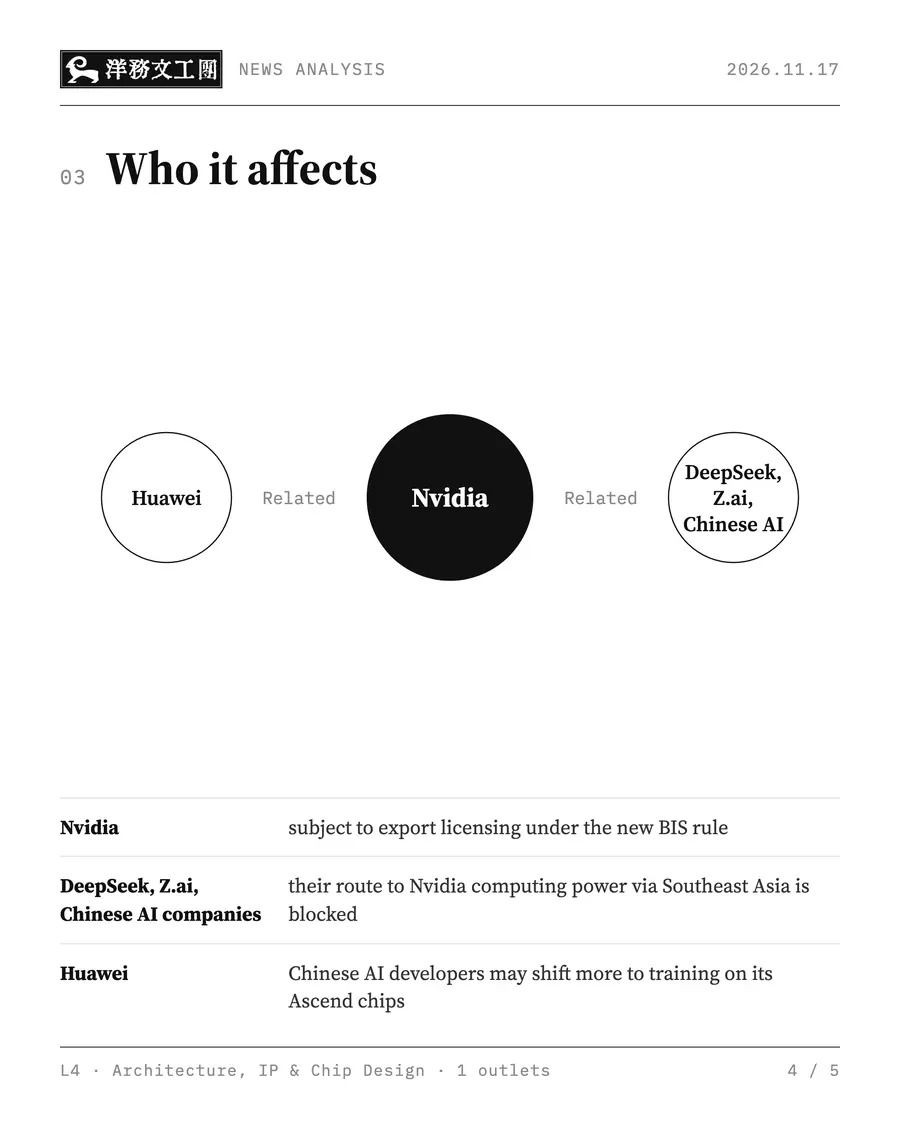 洋務文工團 NEWS ANALYSIS 2026.11.17
03 Who it affects
Huawei Related Nvidia Related DeepSeek,
Z.ai,
Chinese AI
Nvidia subject to export licensing under the new BIS rule
DeepSeek, Z.ai,
Chinese AI companies
their route to Nvidia computing power via Southeast Asia is
blocked
Huawei
Chinese AI developers may shift more to training on its
Ascend chips
L4 · Architecture, IP & Chip Design · 1 outlets 4 / 5